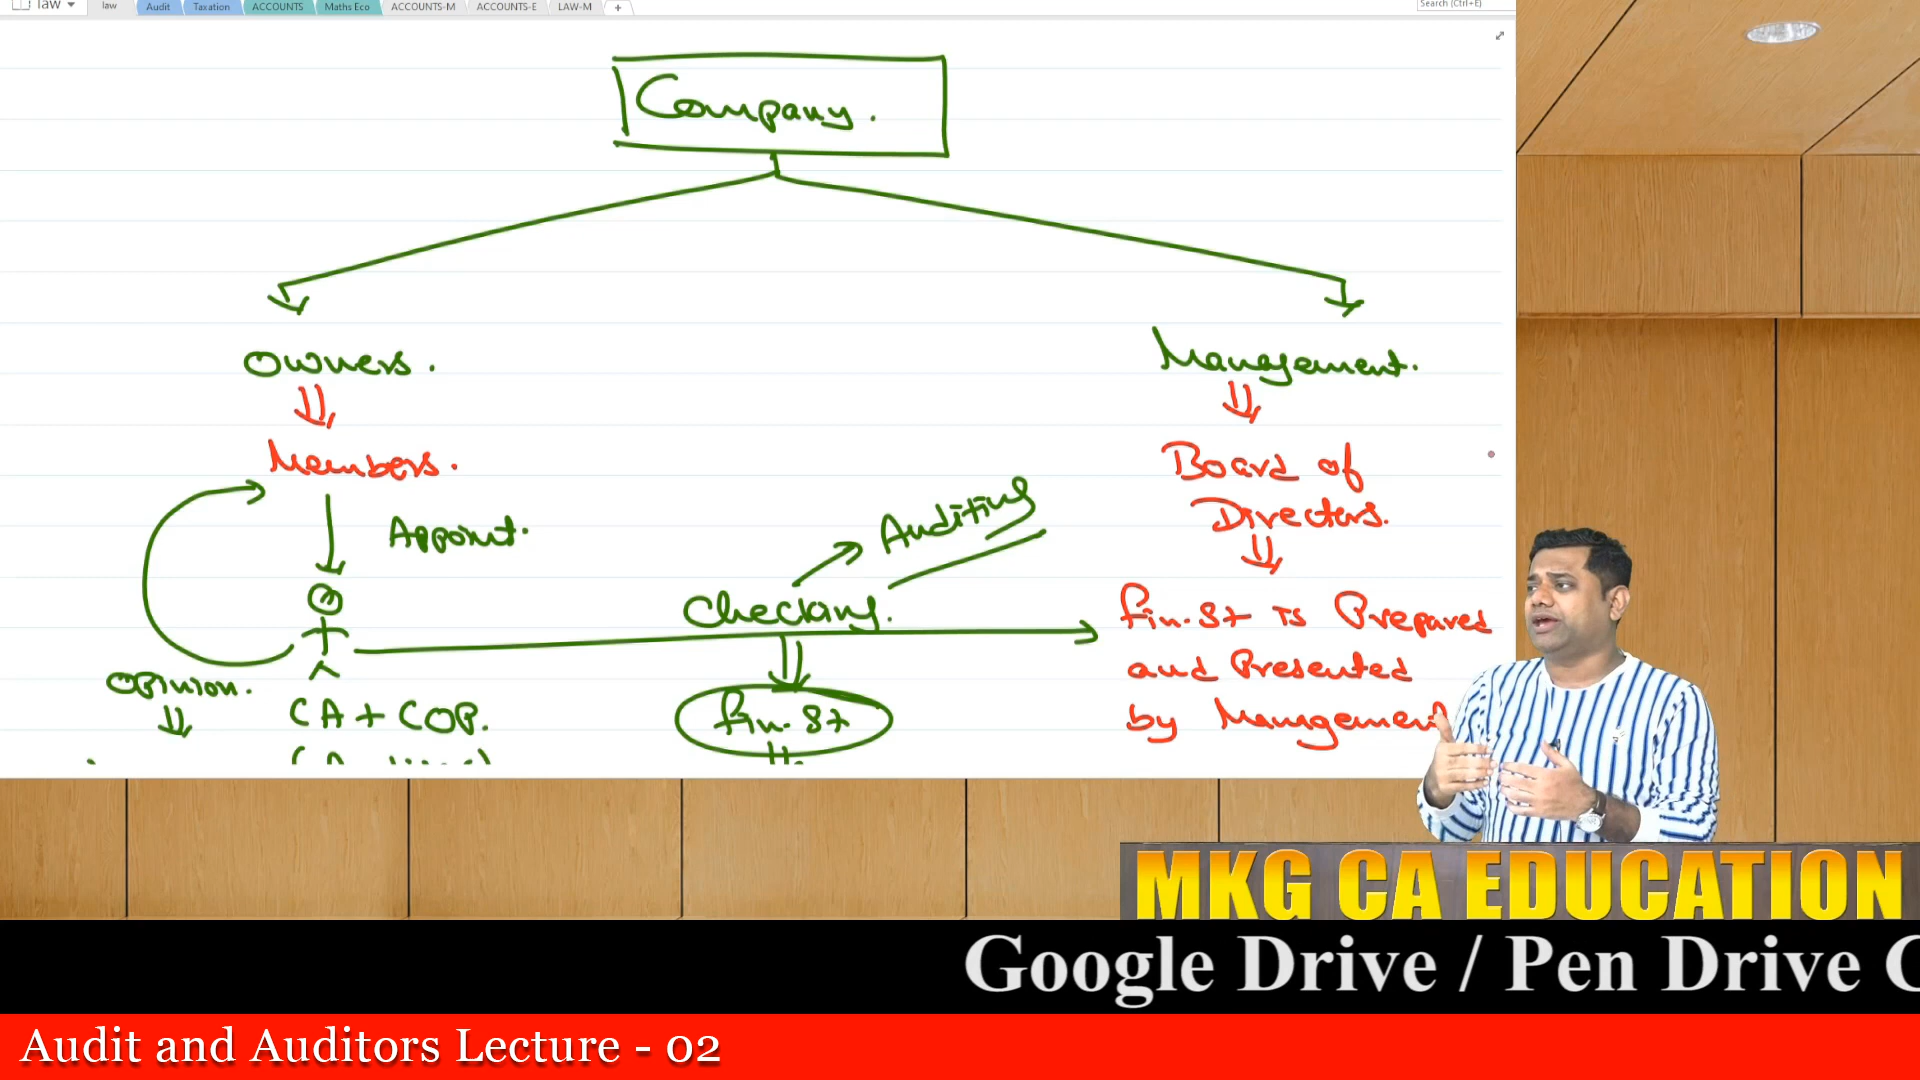 law
law
Audit
Taxation
ACCOUNTS
Maths Eco
ACCOUNTS-M
ACCOUNTS-E
LAW-M
+
Search (Ctrl+E)
Company.
Owners.
Management.
Members.
Board of
Directors.
Appoint.
Auditing
Checking.
Fin. St is Prepared
and Presented
by Management
Opinion.
CA + COP.
Fin. St
MKG CA EDUCATION
Google Drive / Pen Drive C
Audit and Auditors Lecture - 02